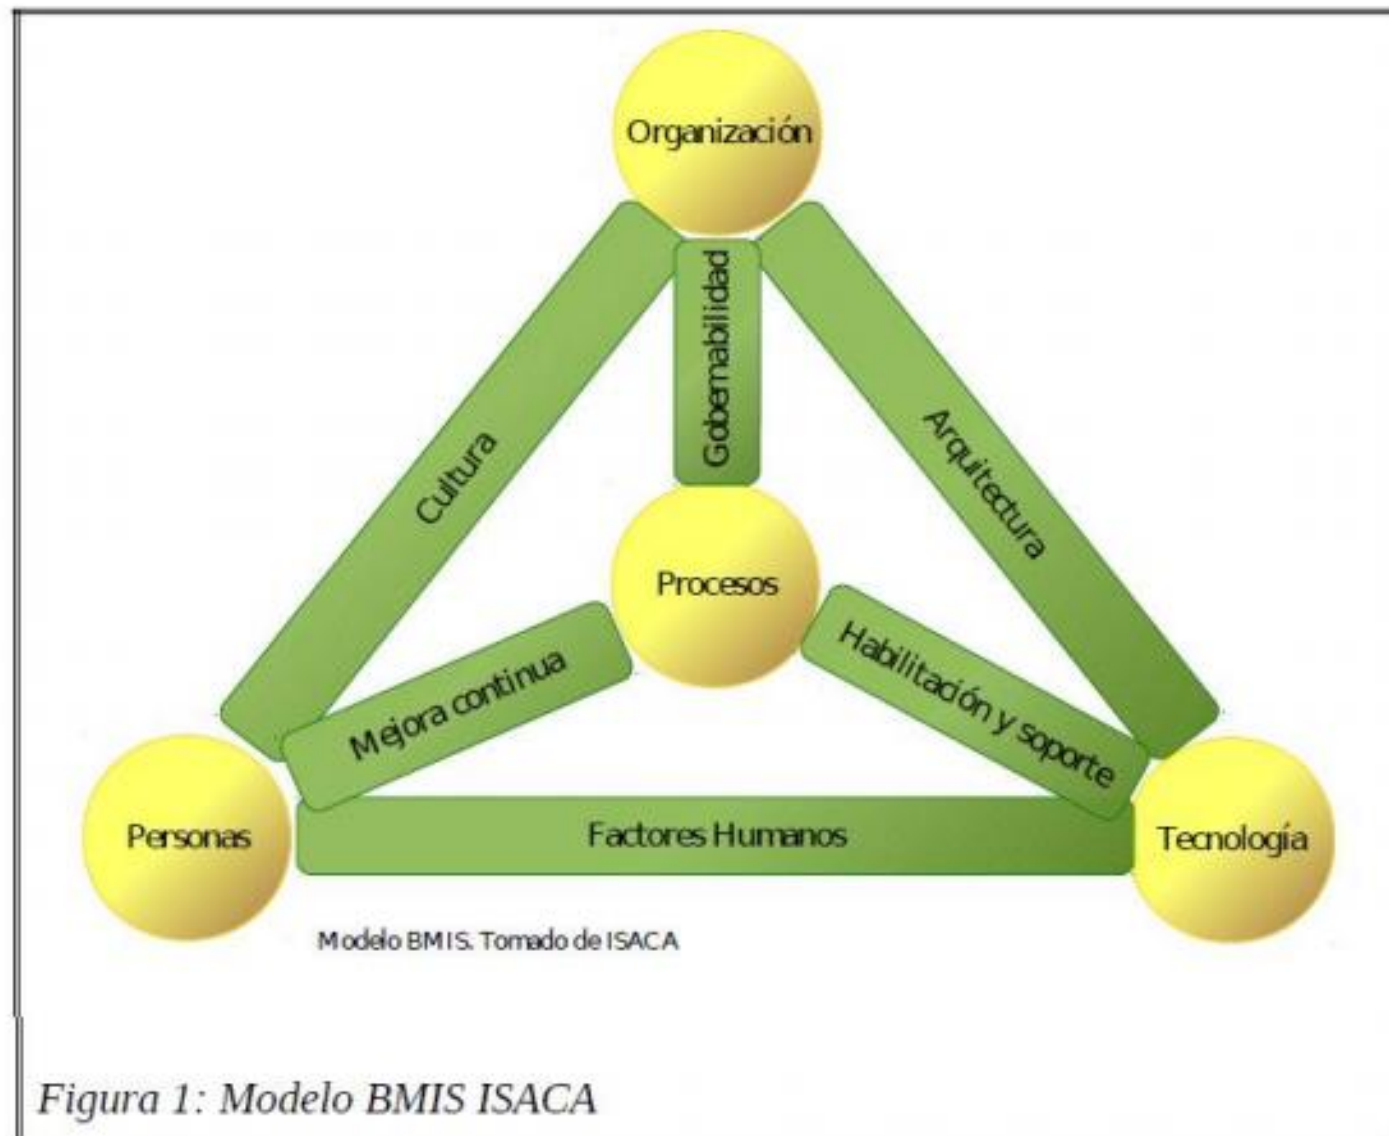 Organización
Gobernabilidad
Cultura
Arquitectura
Procesos
Mejora continua
Habilitación y soporte
Personas
Factores Humanos
Tecnología
Modelo BMIS. Tomado de ISACA
Figura 1: Modelo BMIS ISACA